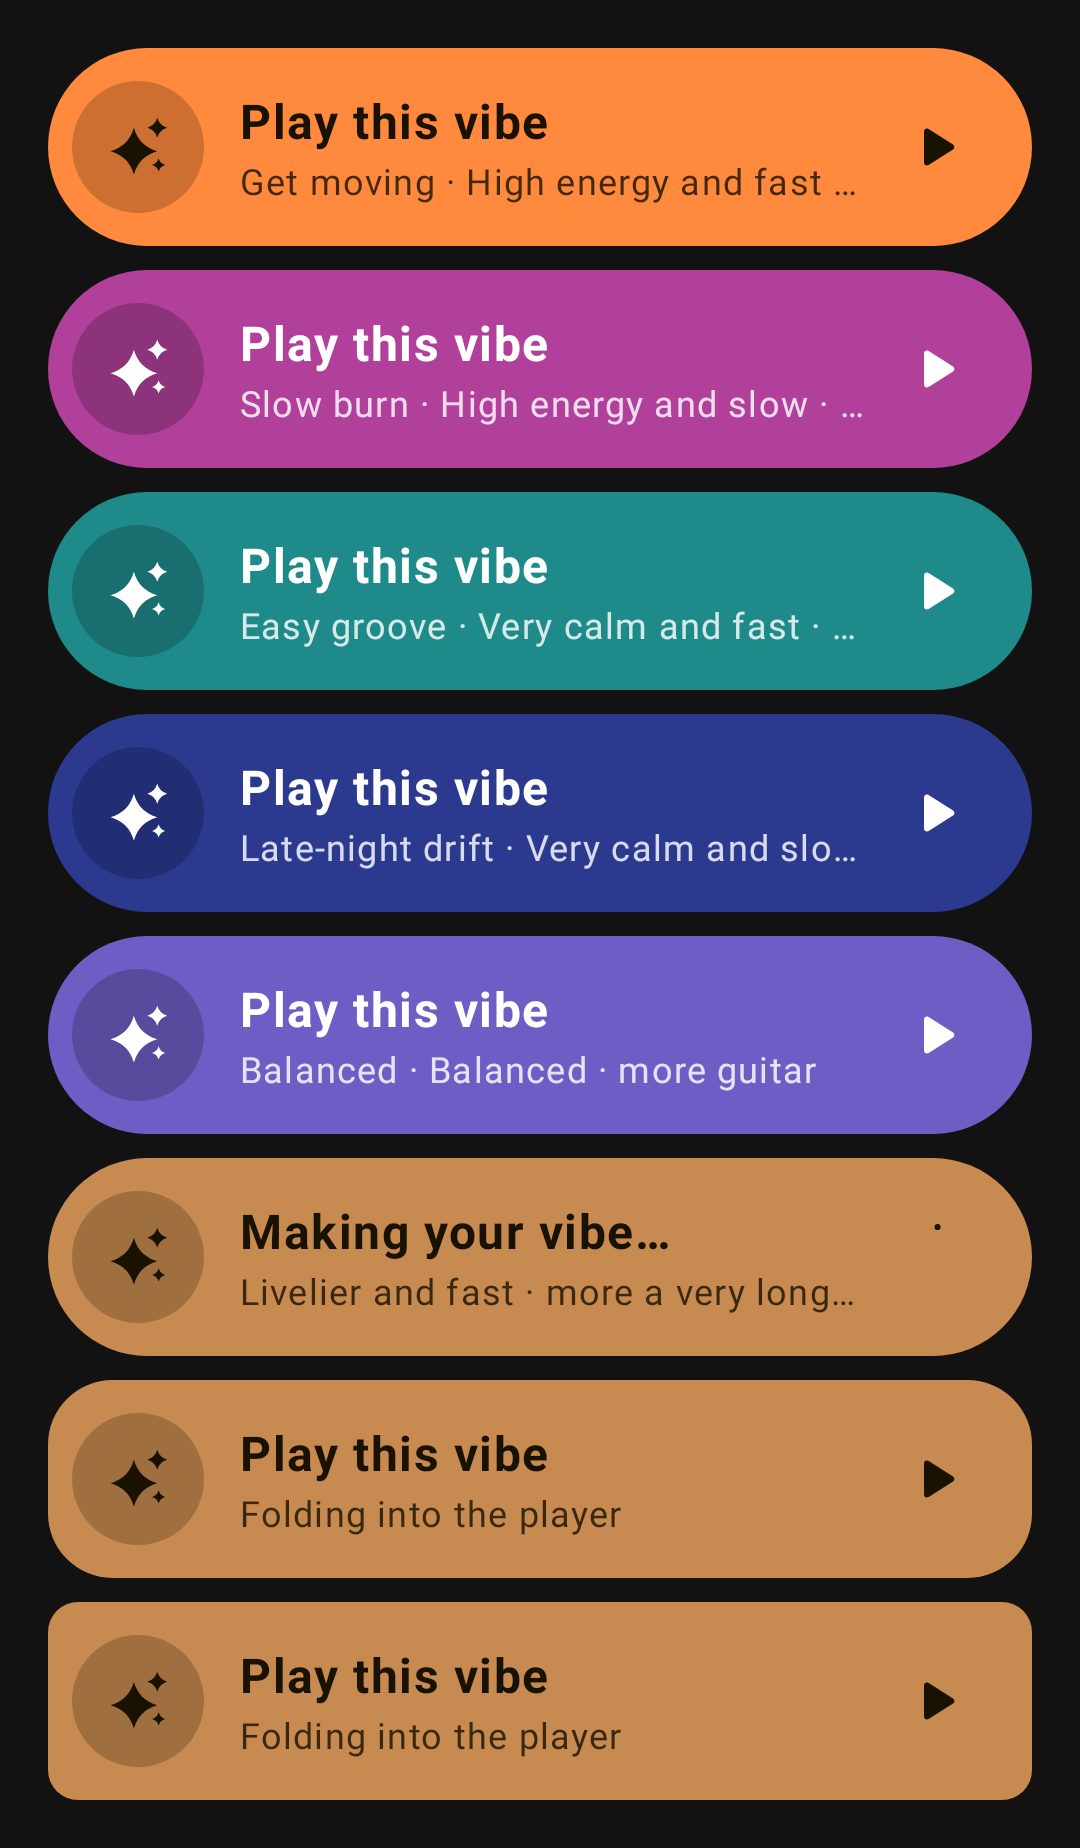 Play this vibe
Get moving · High energy and fast …
Play this vibe
Slow burn · High energy and slow · …
Play this vibe
Easy groove · Very calm and fast · …
Play this vibe
Late-night drift · Very calm and slo…
Play this vibe
Balanced · Balanced · more guitar
Making your vibe…
Livelier and fast · more a very long…
Play this vibe
Folding into the player
Play this vibe
Folding into the player